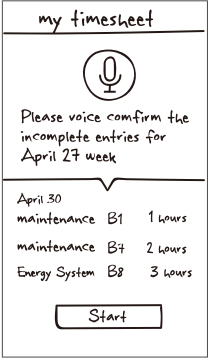 my timesheet
Please voice comfirm the
incomplete entries for
April 27 week
April 30
maintenance B1 1 hours
maintenance B7 2 hours
Energy System B8 3 hours
Start